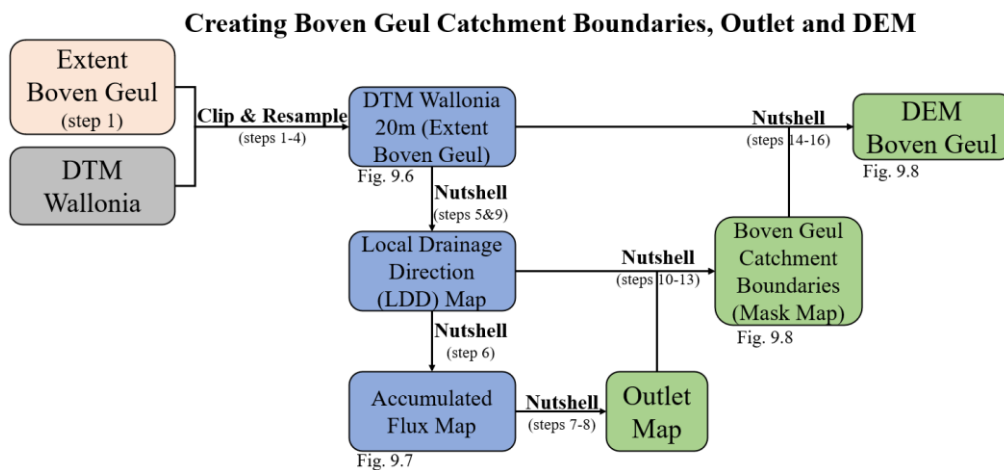 Creating Boven Geul Catchment Boundaries, Outlet and DEM
Extent
Boven Geul
(step 1)
DTM
Wallonia
Clip & Resample
(steps 1-4)
DTM Wallonia
20m (Extent
Boven Geul)
Fig. 9.6
Nutshell
(steps 14-16)
DEM
Boven Geul
Fig. 9.8
Nutshell
(steps 5&9)
Local Drainage
Direction
(LDD) Map
Nutshell
(steps 10-13)
Boven Geul
Catchment
Boundaries
(Mask Map)
Fig. 9.8
Nutshell
(step 6)
Accumulated
Flux Map
Fig. 9.7
Nutshell
(steps 7-8)
Outlet
Map